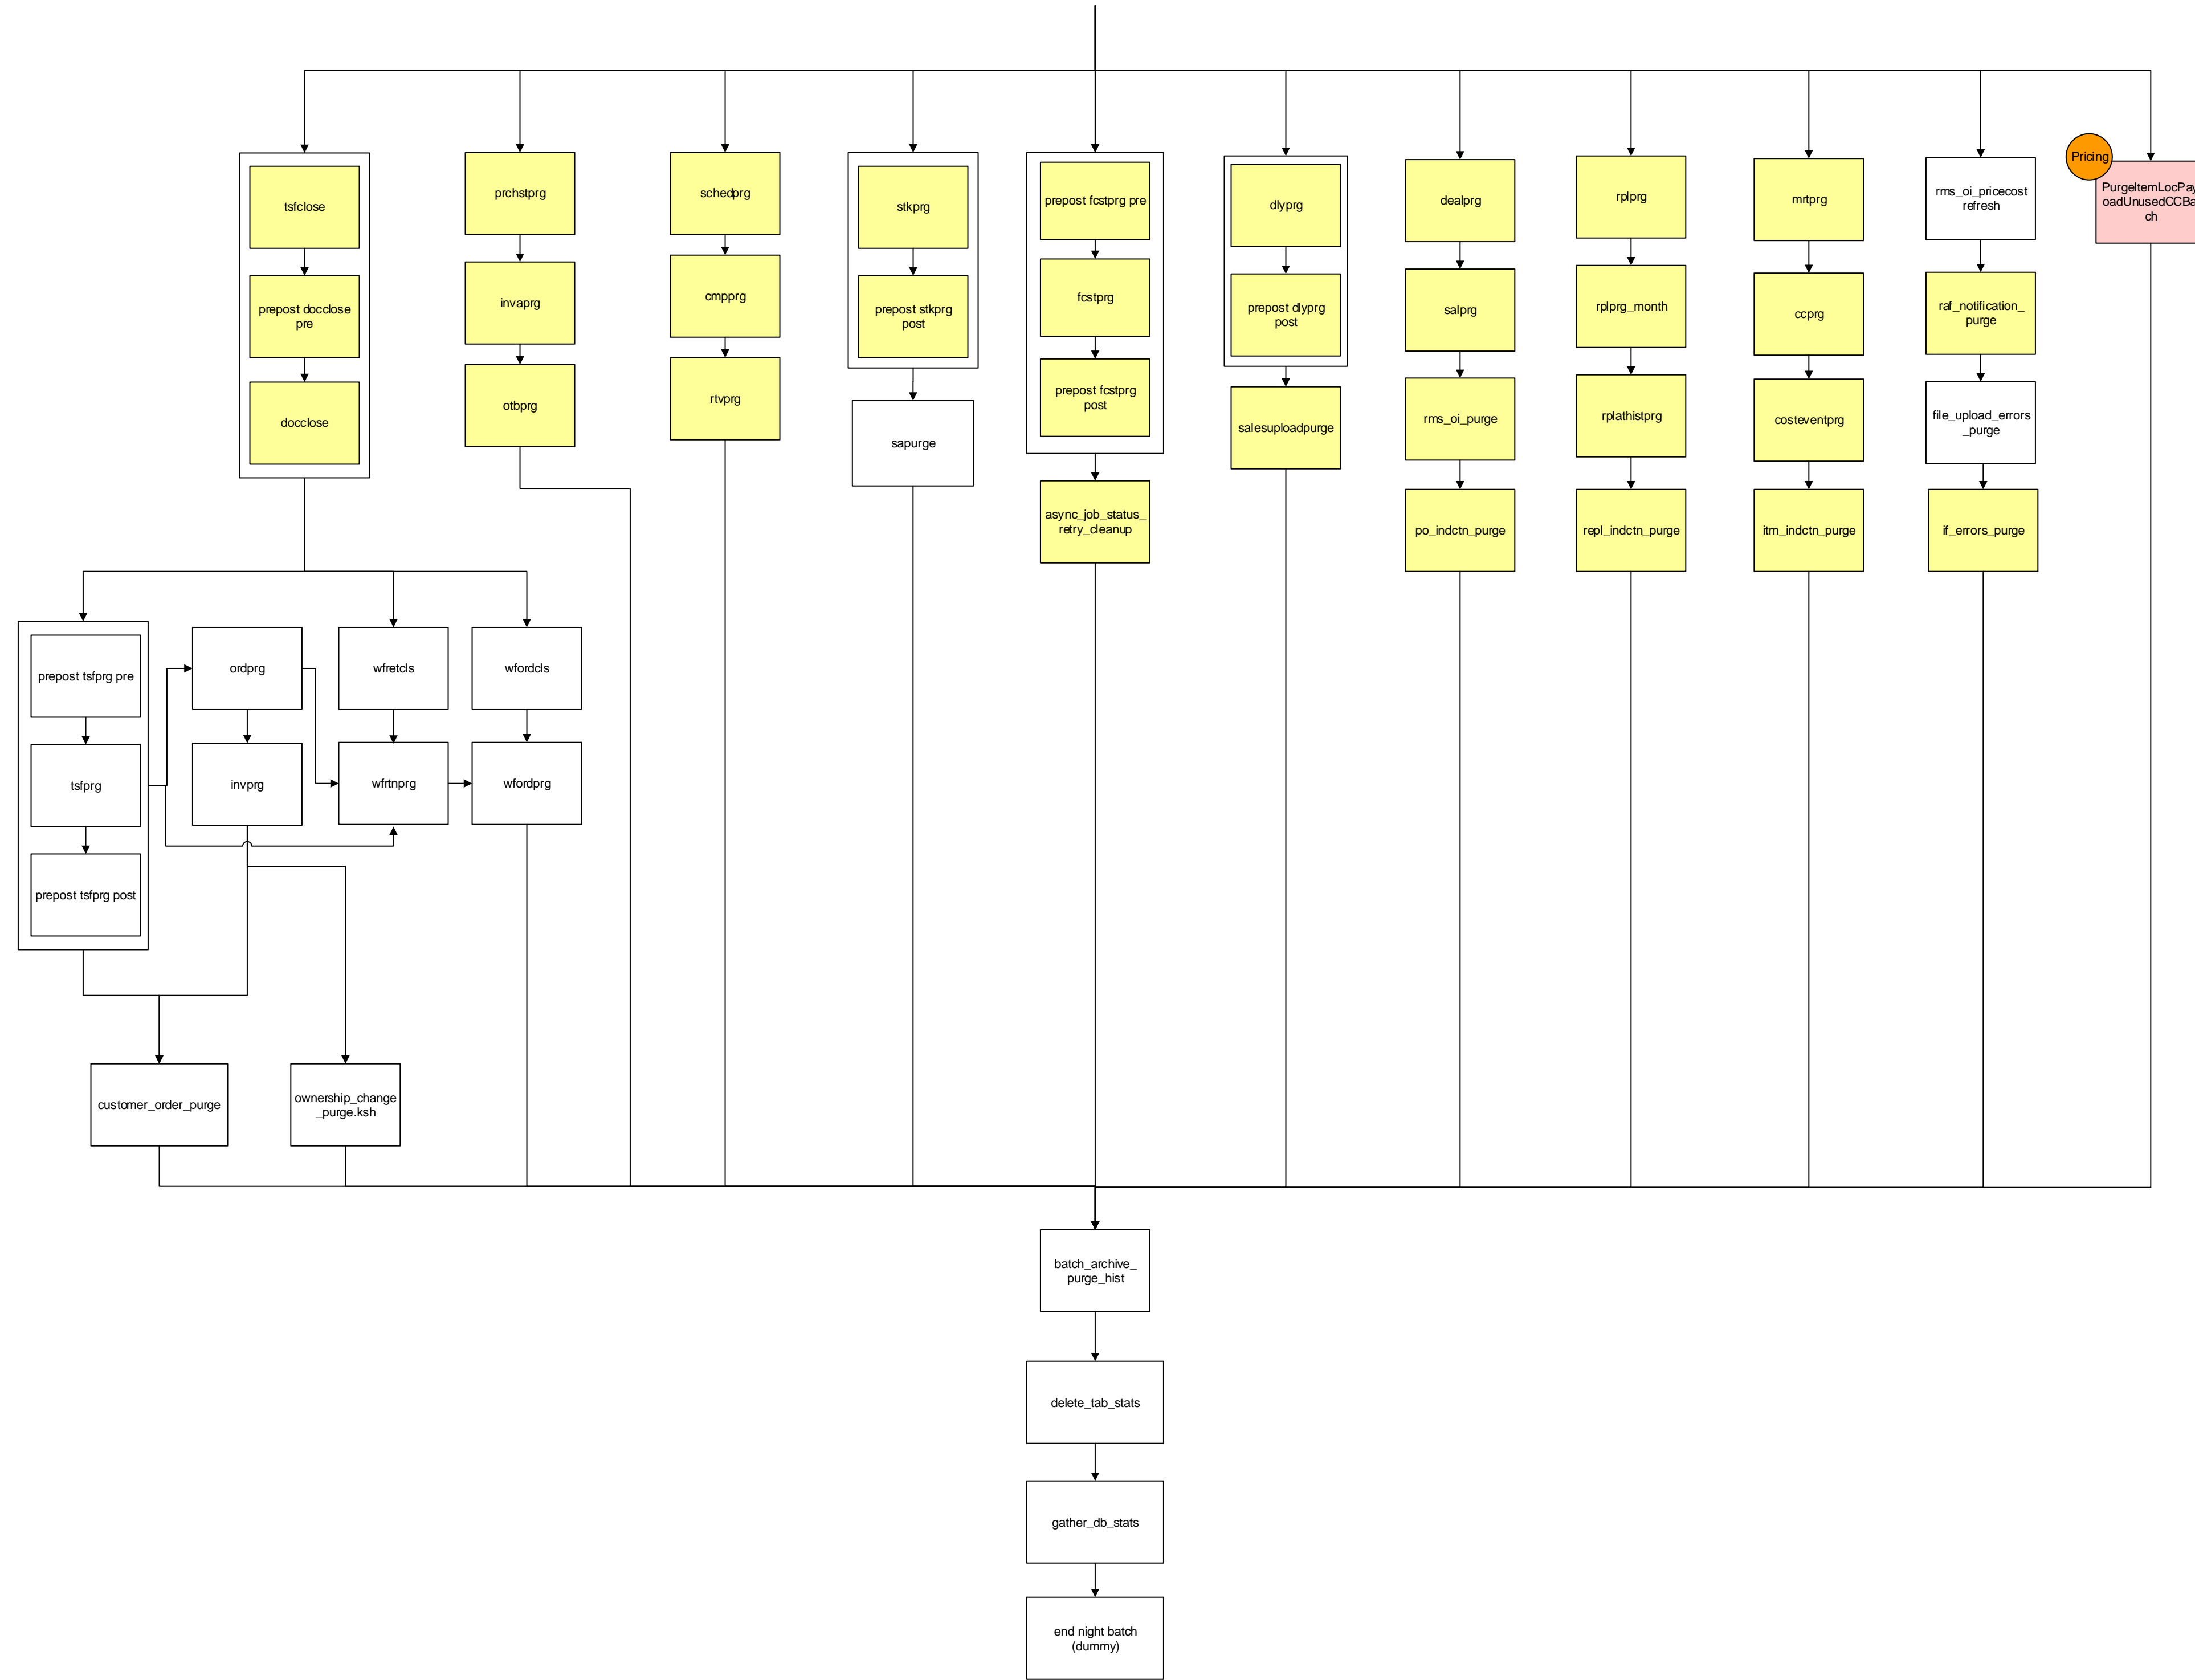 tsfclose
prepost docclose
pre
docclose
prchstprg
invaprg
otbprg
schedprg
cmpprg
rtvprg
stkprg
prepost stkprg
post
sapurge
prepost fcstprg pre
fcstprg
prepost fcstprg
post
async_job_status_
retry_cleanup
dlyprg
prepost dlyprg
post
salesuploadpurge
dealprg
salprg
rms_oi_purge
po_indctn_purge
rplprg
rplprg_month
rplathistprg
repl_indctn_purge
mrtprg
ccprg
costeventprg
itm_indctn_purge
rms_oi_pricecost
refresh
raf_notification_
purge
file_upload_errors
_purge
if_errors_purge
Pricing
PurgeItemLocPay
oadUnusedCCBa
ch
prepost tsfprg pre
tsfprg
prepost tsfprg post
ordprg
invprg
wfretcls
wfrtnprg
wfordcls
wfordprg
customer_order_purge
ownership_change
_purge.ksh
batch_archive_
purge_hist
delete_tab_stats
gather_db_stats
end night batch
(dummy)